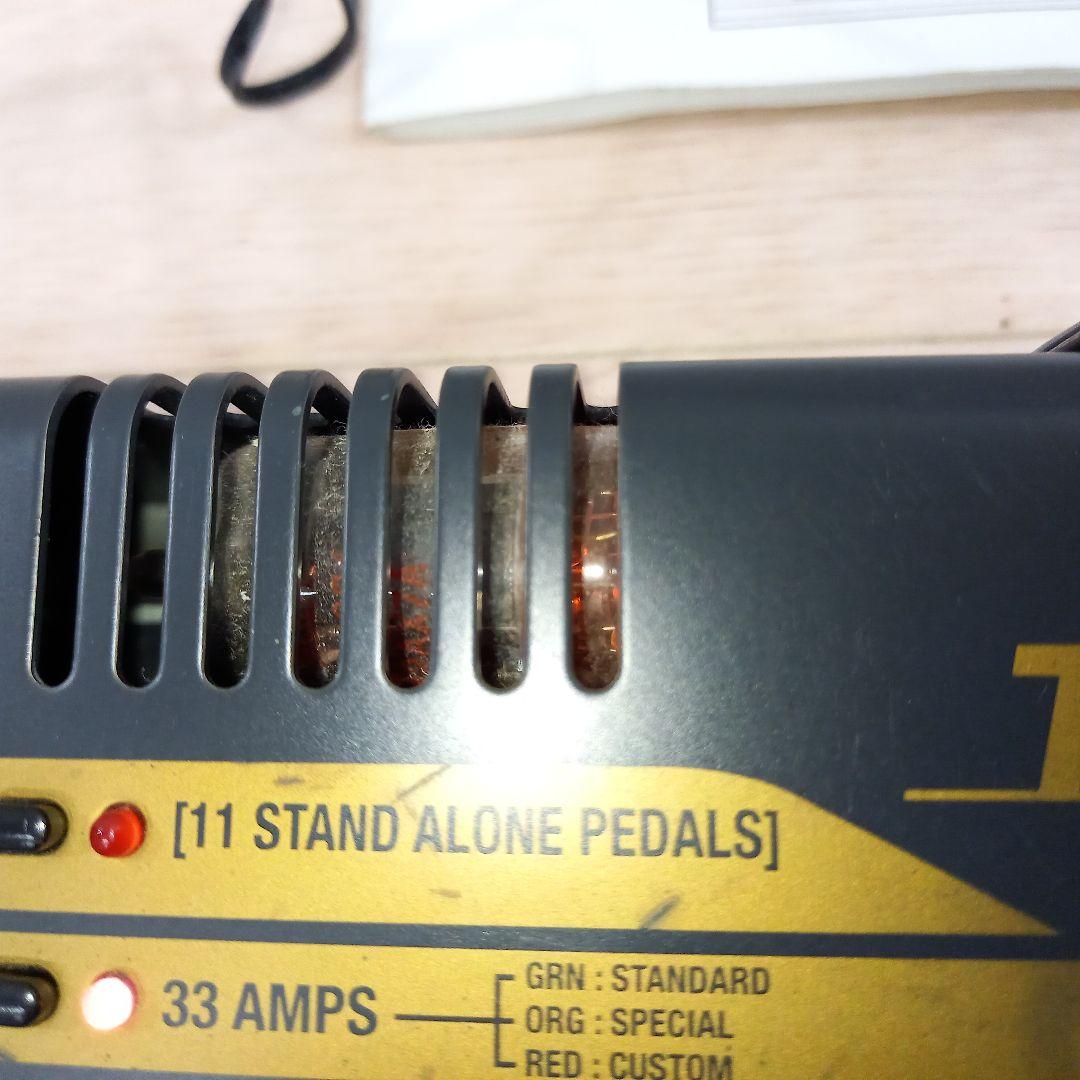 [11 STAND ALONE PEDALS]
33 AMPS
GRN : STANDARD
ORG : SPECIAL
RED : CUSTOM